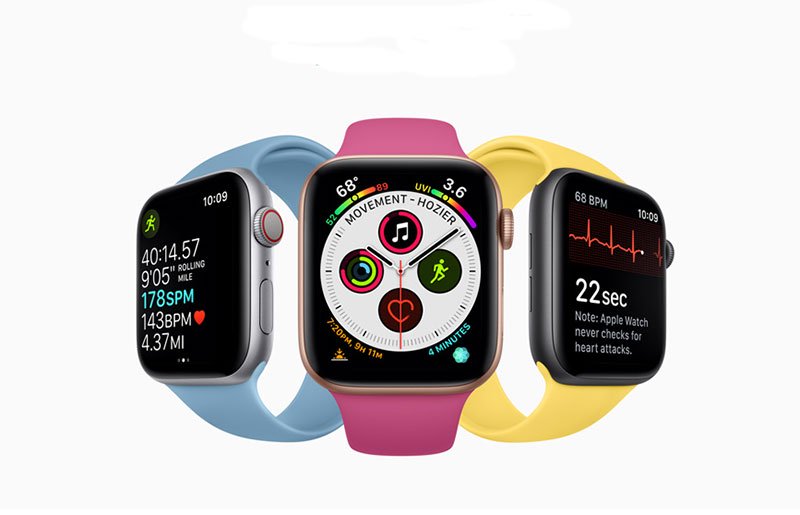 10:09
40:14.57
9'05" ROLLING MILE
178SPM
143BPM
4.37MI
68°
52
89
UVI
3.6
MOVEMENT - HOZIER
7:20PM, 9H 11M
4 MINUTES
68 BPM
10:09
22sec
Note: Apple Watch
never checks for
heart attacks.